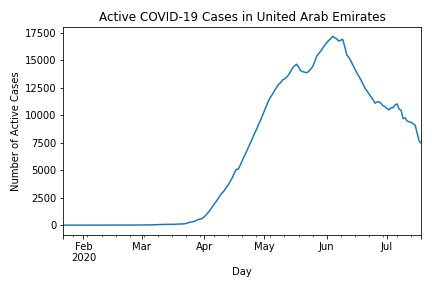 Active COVID-19 Cases in United Arab Emirates
Number of Active Cases
17500
15000
12500
10000
7500
5000
2500
0
Feb Mar Apr May Jun Jul
2020
Day